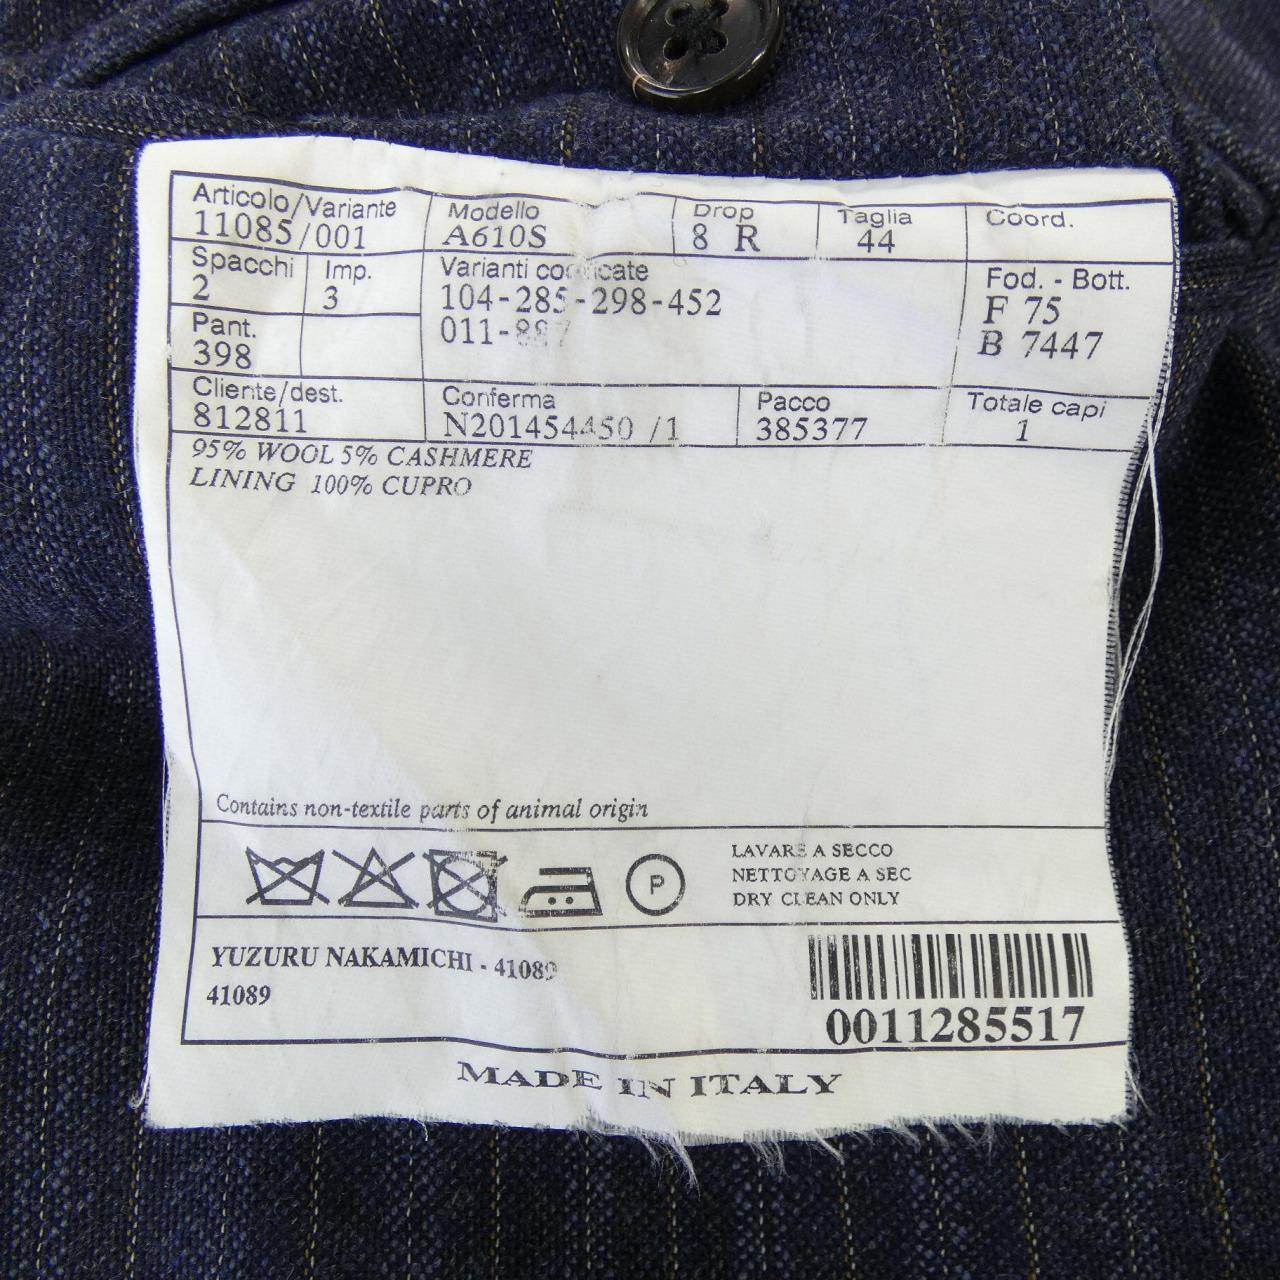 Articolo/Variante Modello Drop Taglia Coord.
11085/001 A610S 8 R 44
Spacchi Imp. Varianti Fod. - Bott.
2 3 104-285-298-452 F 75
Pant. 011- B 7447
398
Cliente/dest. Conferma Pacco Totale capi
812811 N201454450 /1 385377 1
95% WOOL 5% CASHMERE
LINING 100% CUPRO
Contains non-textile parts of animal origin
P
LAVARE A SECCO
NETTOYAGE A SEC
DRY CLEAN ONLY
YUZURU NAKAMICHI - 41089
41089
0011285517
MADE IN ITALY